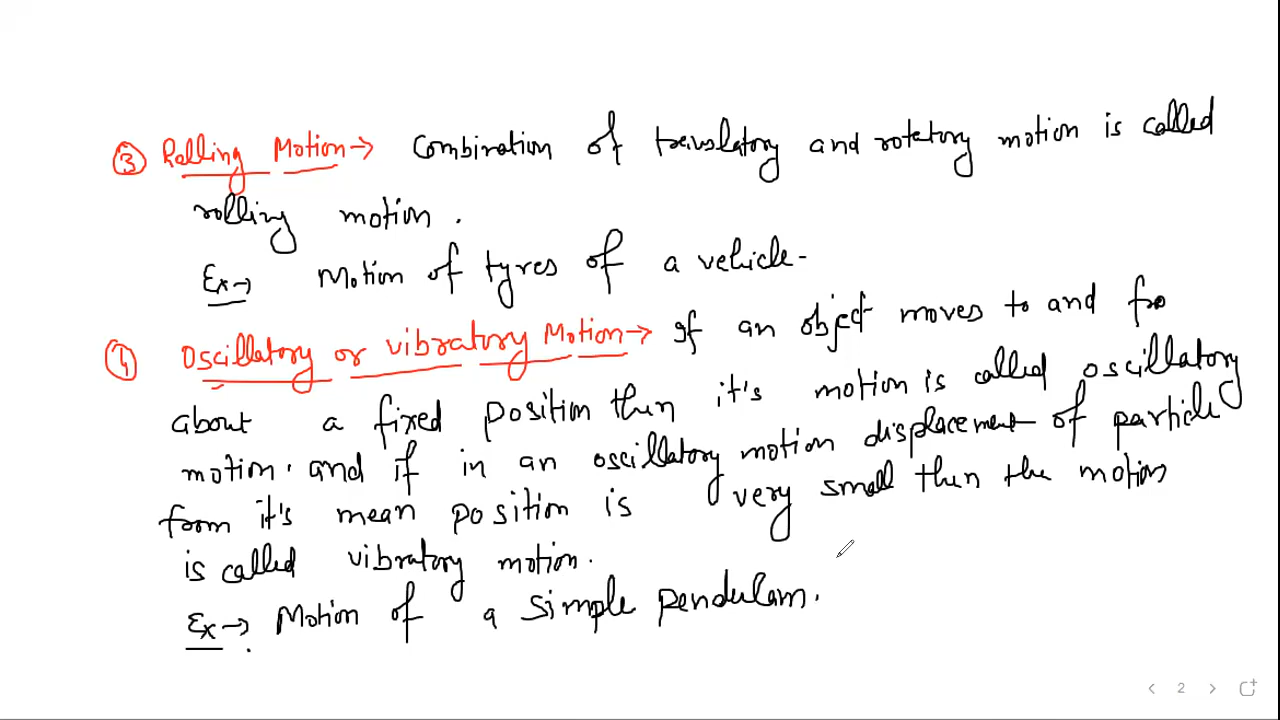 ③ Rolling Motion→ Combination of translatory and rotatory motion is called
rolling motion.
Ex→ Motion of tyres of a vehicle-
④ Oscillatory or vibratory Motion→ If an object moves to and fro
about a fixed position then it's motion is called oscillatory
motion. and if in an oscillatory motion displacement of particle
from it's mean position is very small then the motion
is called vibratory motion.
Ex→ Motion of a simple pendulam.
2